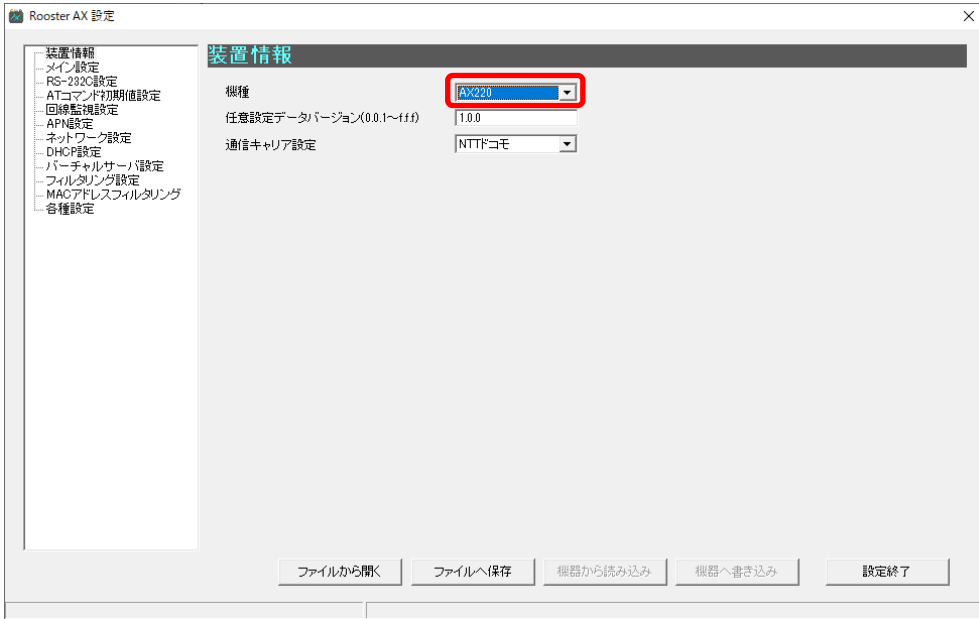 Rooster AX 設定
装置情報
メイン設定
RS-232C設定
ATコマンド初期値設定
回線監視設定
APN設定
ネットワーク設定
DHCP設定
バーチャルサーバ設定
フィルタリング設定
MACアドレスフィルタリング
各種設定
装置情報
機種 AX220
任意設定データバージョン(0.0.1～f.f.f) 1.0.0
通信キャリア設定 NTTドコモ
ファイルから開く ファイルへ保存 機器から読み込み 機器へ書き込み 設定終了